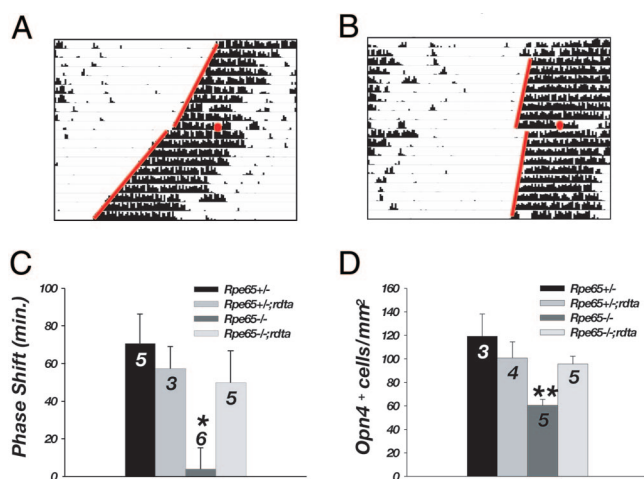 A
B
C
Phase Shift (min.)
100
80
60
40
20
0
Rpe65+/-
Rpe65+/-;rdta
Rpe65-/-
Rpe65-/-;rdta
5
3
*
6
5
D
Opn4 + cells/mm2
160
140
120
100
80
60
40
20
0
Rpe65+/-
Rpe65+/-;rdta
Rpe65-/-
Rpe65-/-;rdta
3
4
**
5
5